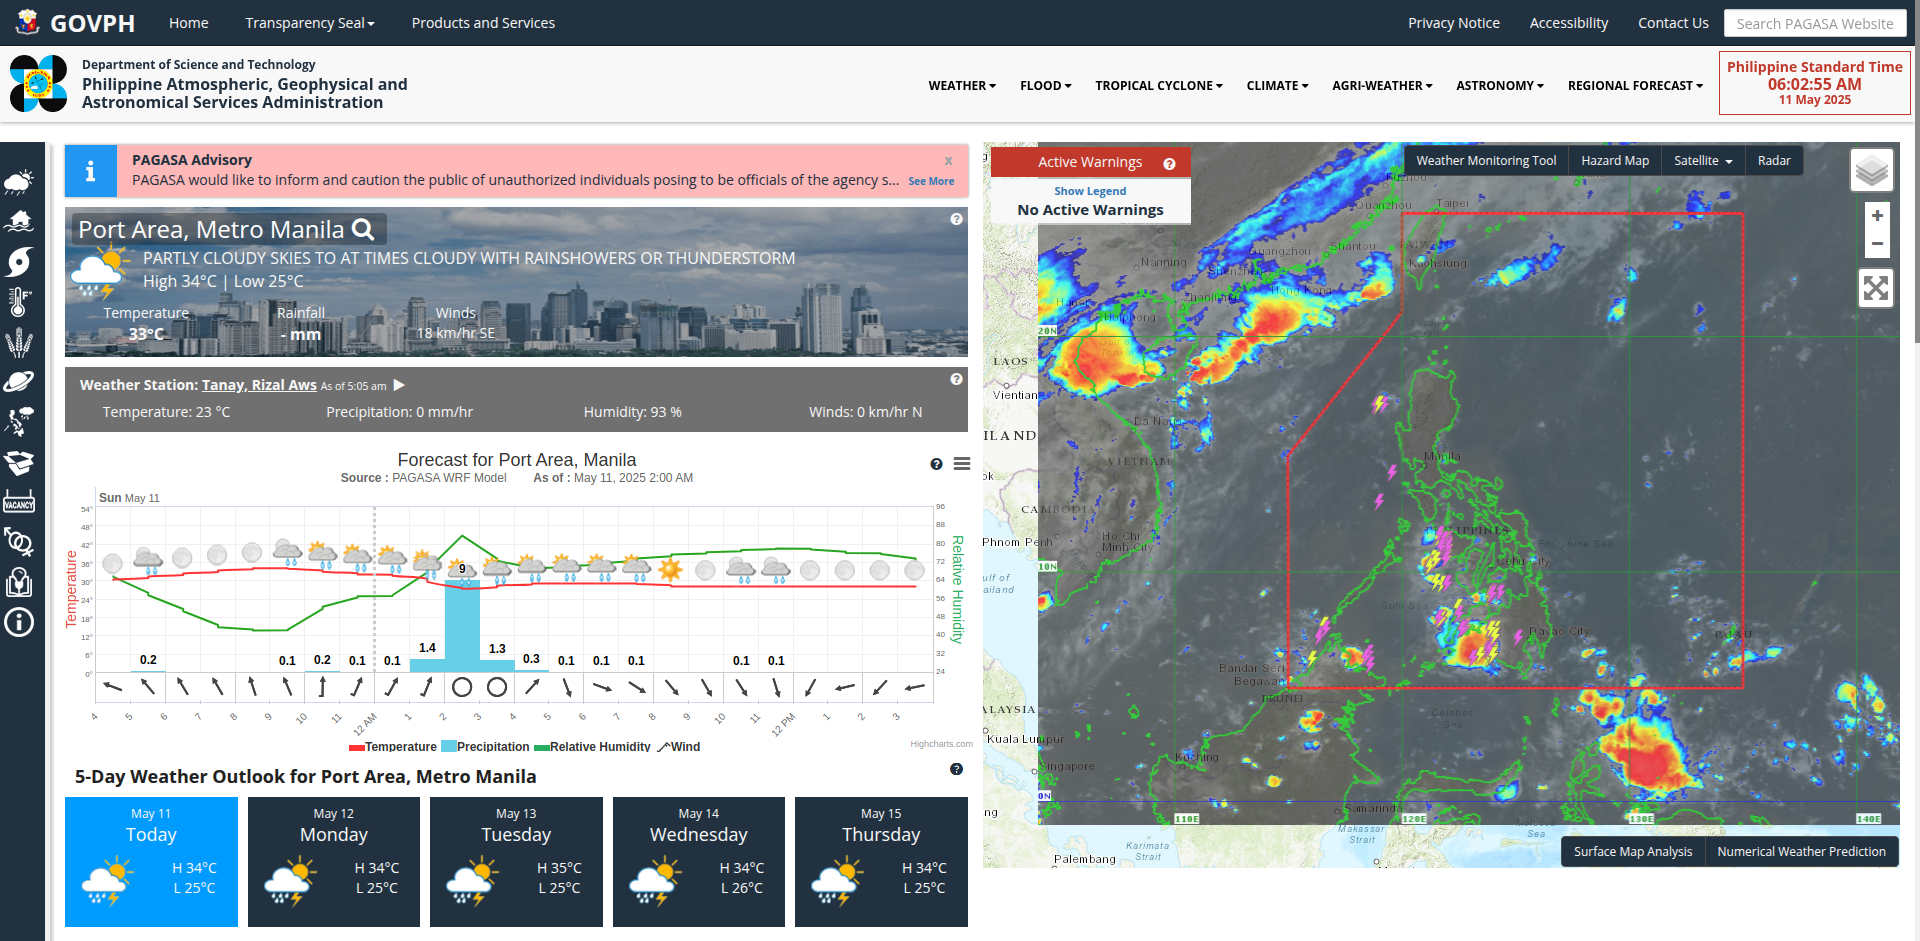 GOVPH
Home
Transparency Seal
Products and Services
Privacy Notice
Accessibility
Contact Us
Search PAGASA Website
Department of Science and Technology
Philippine Atmospheric, Geophysical and
Astronomical Services Administration
WEATHER
FLOOD
TROPICAL CYCLONE
CLIMATE
AGRI-WEATHER
ASTRONOMY
REGIONAL FORECAST
Philippine Standard Time
06:02:55 AM
11 May 2025
VACANCY
PAGASA Advisory
x
PAGASA would like to inform and caution the public of unauthorized individuals posing to be officials of the agency s... See More
Port Area, Metro Manila
PARTLY CLOUDY SKIES TO AT TIMES CLOUDY WITH RAINSHOWERS OR THUNDERSTORM
High 34°C | Low 25°C
Temperature
33°C
Rainfall
- mm
Winds
18 km/hr SE
Weather Station: Tanay, Rizal Aws As of 5:05 am
Temperature: 23 °C
Precipitation: 0 mm/hr
Humidity: 93 %
Winds: 0 km/hr N
Forecast for Port Area, Manila
Source : PAGASA WRF Model As of : May 11, 2025 2:00 AM
Sun May 11
Temperature
54°
48°
42°
36°
30°
24°
18°
12°
6°
0°
96
88
80
72
64
56
48
40
32
24
Relative Humidity
0.2 0.1 0.2 0.1 0.1 1.4 9 1.3 0.3 0.1 0.1 0.1 0.1 0.1
4 5 6 7 8 9 10 11 12 AM 1 2 3 4 5 6 7 8 9 10 11 12 PM 1 2 3
Temperature Precipitation Relative Humidity Wind
Highcharts.com
5-Day Weather Outlook for Port Area, Metro Manila
May 11
Today
H 34°C
L 25°C
May 12
Monday
H 34°C
L 25°C
May 13
Tuesday
H 35°C
L 25°C
May 14
Wednesday
H 34°C
L 26°C
May 15
Thursday
H 34°C
L 25°C
Active Warnings
Show Legend
No Active Warnings
Weather Monitoring Tool
Hazard Map
Satellite
Radar
+
−
Fuzhou
Quanzhou
Taipei
Shantou
TAIWAN
Kaohsiung
Guangzhou
Nanning
Shenzhen
Hong Kong
Zhanjiang
Hanoi
Haiphong
20N
LAOS
Vientian
Da Nang
ILAND
VIETNAM
CAMBODIA
Phnom Penh
Ho Chi
Minh City
10N
ulf of
ailand
Manila
PHILIPPINES
Philippine Sea
Cebu City
Sulu Sea
Davao City
PALAU
Bandar Seri
Begawan
BRUNEI
Celebes
Sea
ALAYSIA
Kuala Lumpur
Kuching
Singapore
0N
Samarinda
110E
120E
130E
140E
Makassar
Strait
Molucca
Sea
Karimata
Strait
Palembang
Surface Map Analysis
Numerical Weather Prediction